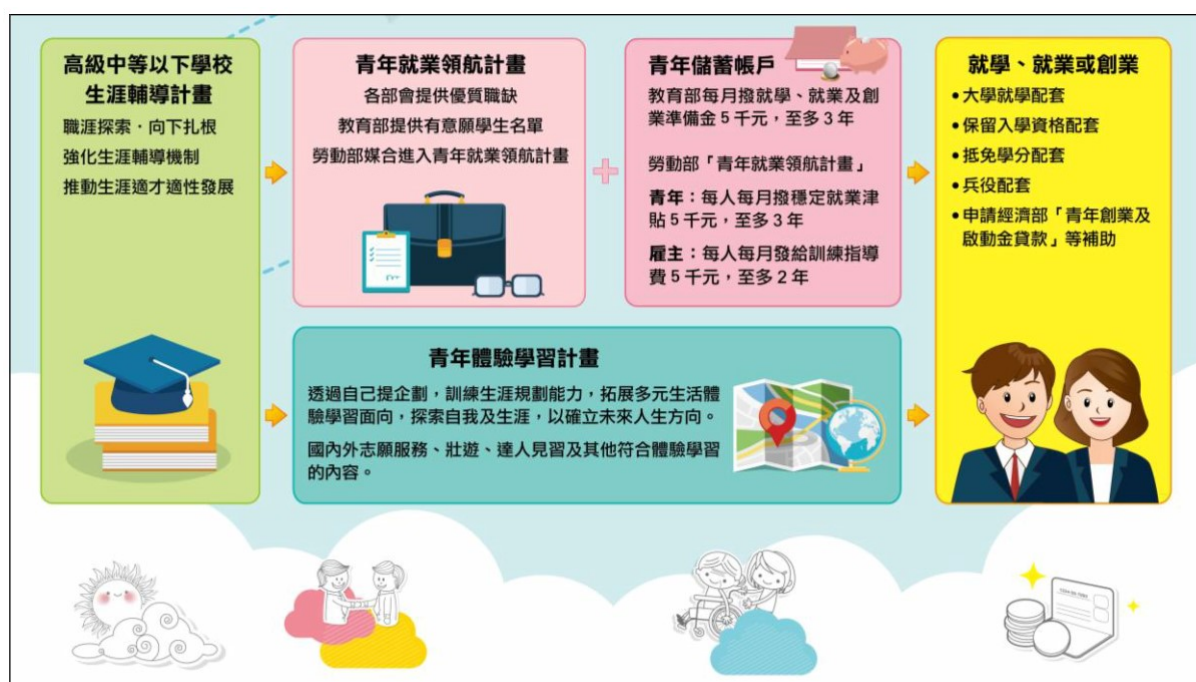 高級中等以下學校
生涯輔導計畫
職涯探索．向下扎根
強化生涯輔導機制
推動生涯適才適性發展
青年就業領航計畫
各部會提供優質職缺
教育部提供有意願學生名單
勞動部媒合進入青年就業領航計畫
青年儲蓄帳戶
教育部每月撥就學、就業及創
業準備金 5 千元，至多 3 年
勞動部「青年就業領航計畫」
青年：每人每月撥穩定就業津
貼 5 千元，至多 3 年
雇主：每人每月發給訓練指導
費 5 千元，至多 2 年
就學、就業或創業
•大學就學配套
•保留入學資格配套
•抵免學分配套
•兵役配套
•申請經濟部「青年創業及
啟動金貸款」等補助
青年體驗學習計畫
透過自己提企劃，訓練生涯規劃能力，拓展多元生活體
驗學習面向，探索自我及生涯，以確立未來人生方向。
國內外志願服務、壯遊、達人見習及其他符合體驗學習
的內容。